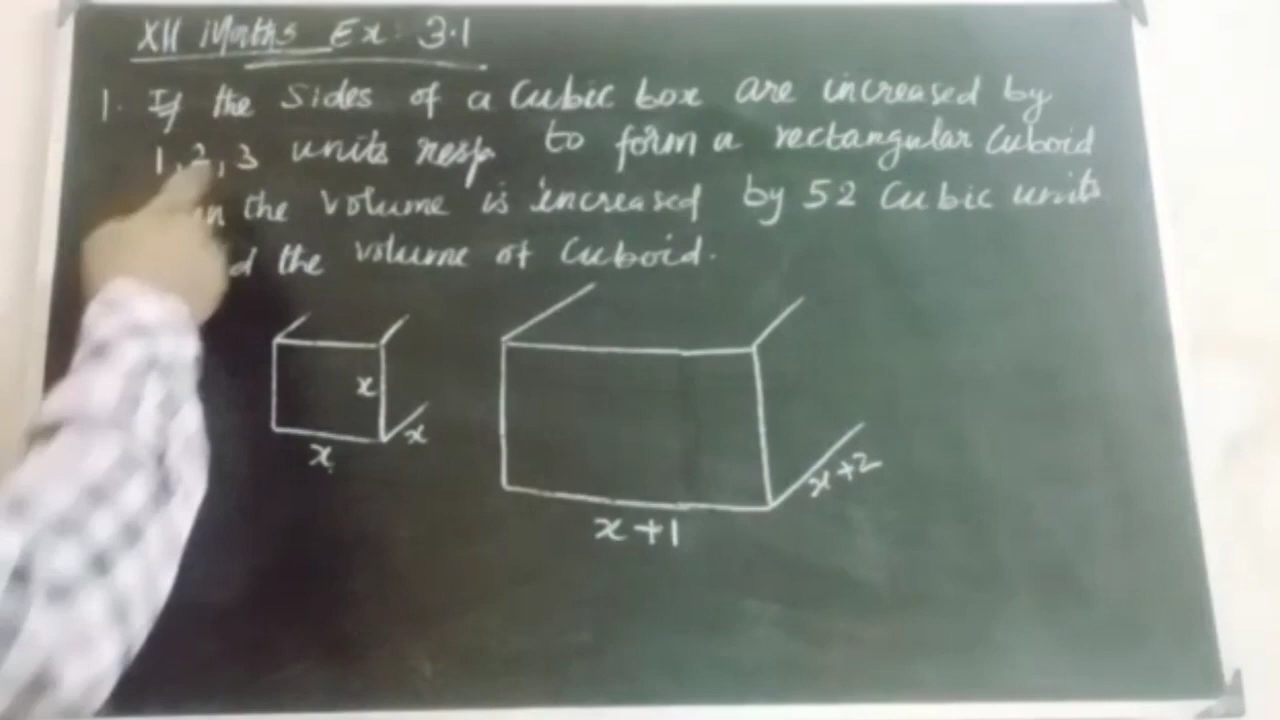 XII Maths Ex 3.1
1. If the sides of a cubic box are increased by
1, 2, 3 units resp to form a rectangular cuboid
n the volume is increased by 52 cubic units
d the volume of cuboid.
x
x
x
x+2
x+1